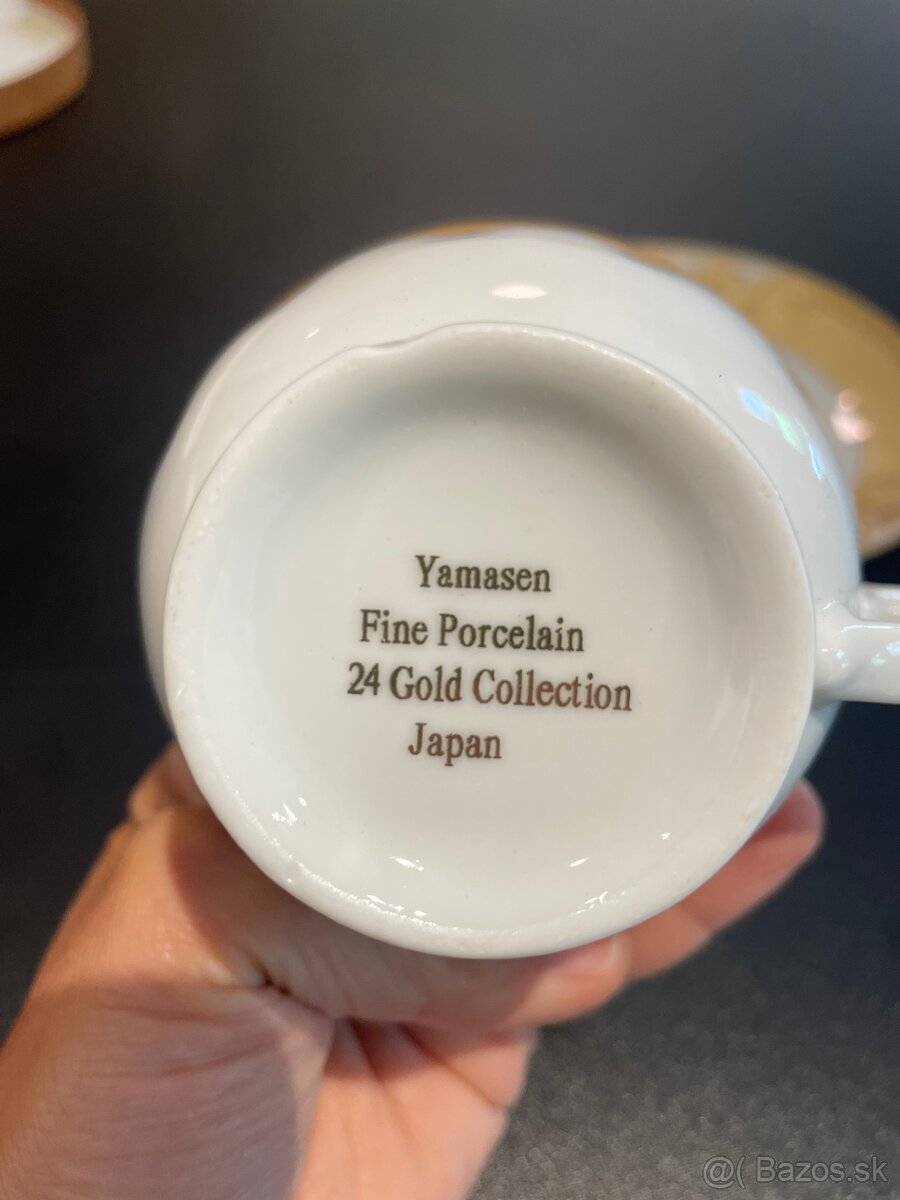 Yamasen
Fine Porcelain
24 Gold Collection
Japan
@( Bazos.sk